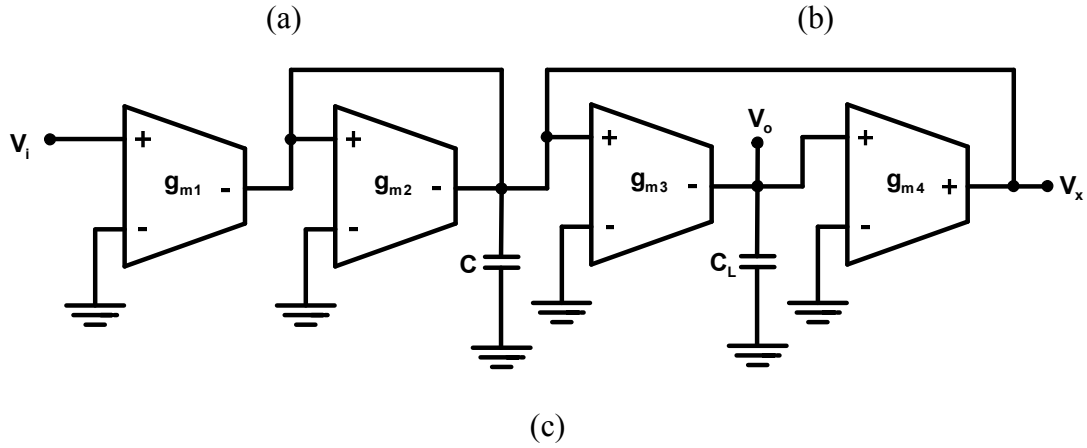 (a) (b)
V_o
V_i + g_m1 - - + g_m2 - - + g_m3 - - + g_m4 + - V_x
C C_L
(c)